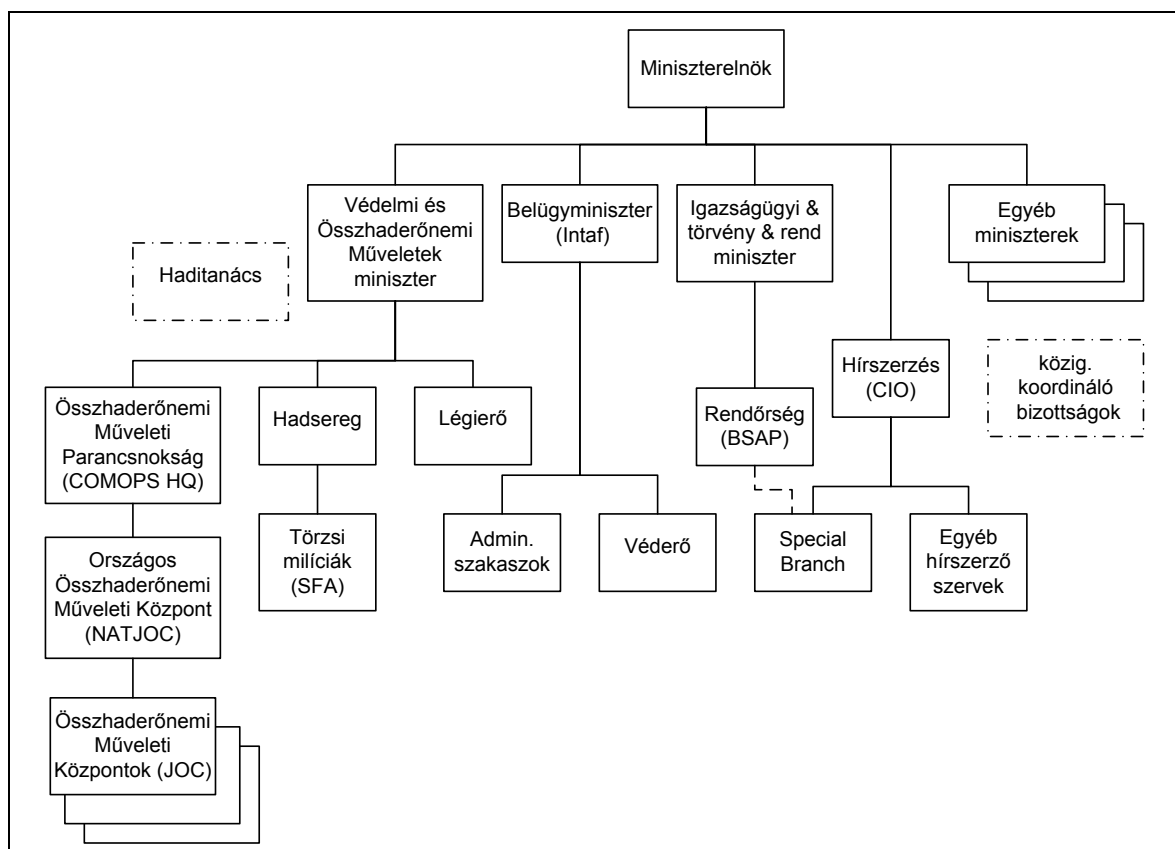 Miniszterelnök
Védelmi és
Összhaderőnemi
Műveletek
miniszter
Belügyminiszter
(Intaf)
Igazságügyi &
törvény & rend
miniszter
Egyéb
miniszterek
Haditanács
Összhaderőnemi
Műveleti
Parancsnokság
(COMOPS HQ)
Hadsereg
Légierő
Rendőrség
(BSAP)
Hírszerzés
(CIO)
közig.
koordináló
bizottságok
Országos
Összhaderőnemi
Műveleti Központ
(NATJOC)
Törzsi
milíciák
(SFA)
Admin.
szakaszok
Véderő
Special
Branch
Egyéb
hírszerző
szervek
Összhaderőnemi
Műveleti
Központok (JOC)